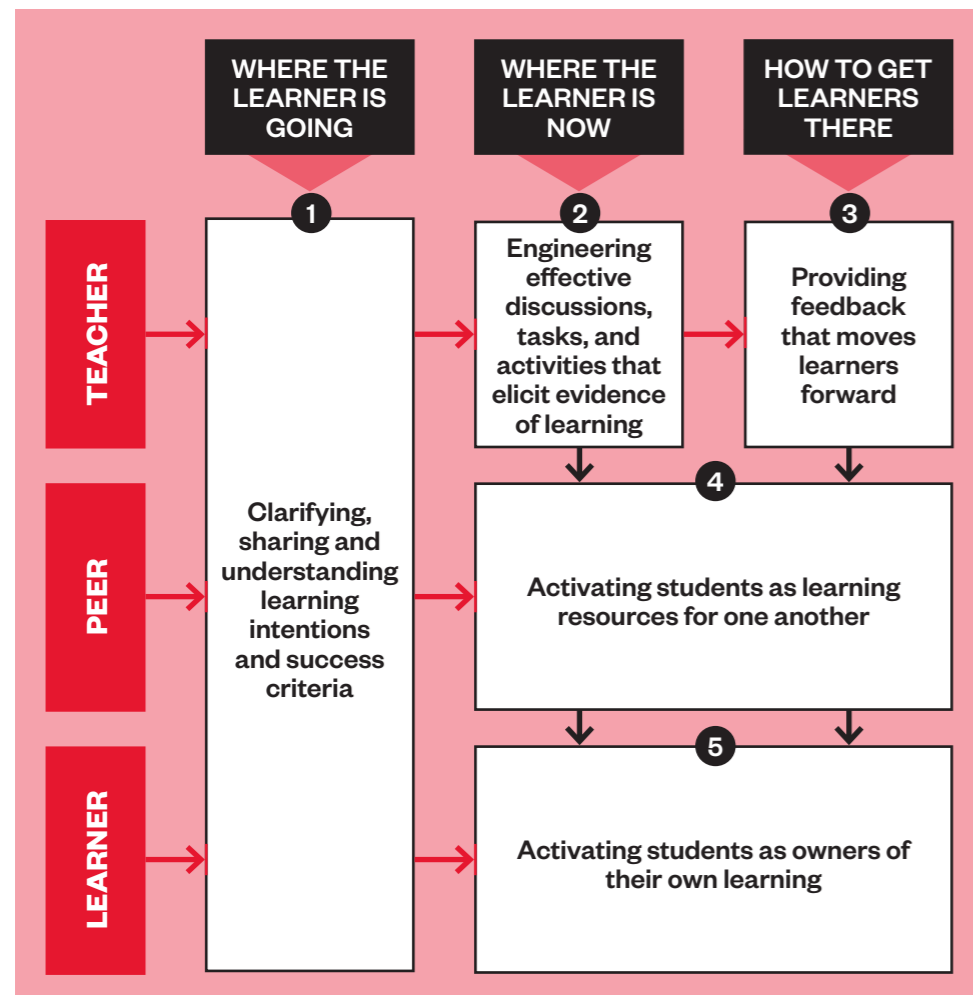 WHERE THE
LEARNER IS
GOING
WHERE THE
LEARNER IS
NOW
HOW TO GET
LEARNERS
THERE
TEACHER
1
2
Engineering
effective
discussions,
tasks, and
activities that
elicit evidence
of learning
3
Providing
feedback
that moves
learners
forward
PEER
Clarifying,
sharing and
understanding
learning
intentions
and success
criteria
4
Activating students as learning
resources for one another
LEARNER
5
Activating students as owners of
their own learning